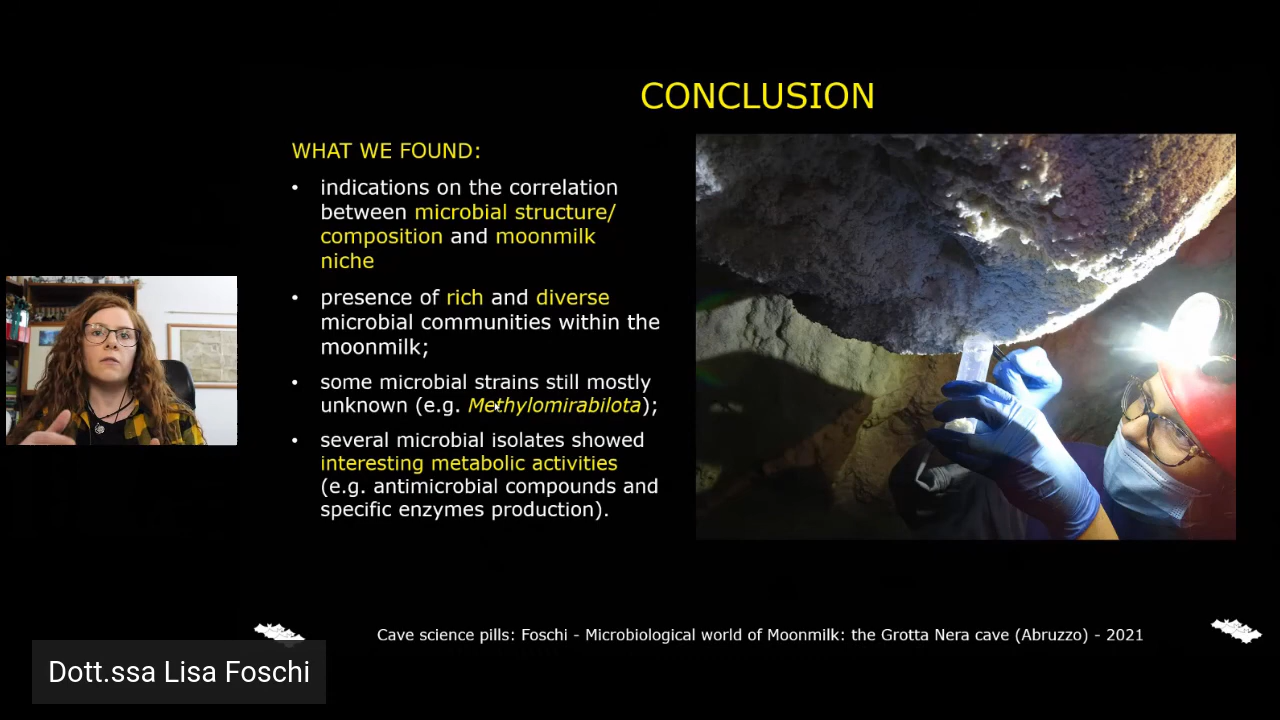 CONCLUSION
WHAT WE FOUND:
• indications on the correlation
between microbial structure/
composition and moonmilk
niche
• presence of rich and diverse
microbial communities within the
moonmilk;
• some microbial strains still mostly
unknown (e.g. Methylomirabilota);
• several microbial isolates showed
interesting metabolic activities
(e.g. antimicrobial compounds and
specific enzymes production).
Cave science pills: Foschi - Microbiological world of Moonmilk: the Grotta Nera cave (Abruzzo) - 2021
Dott.ssa Lisa Foschi